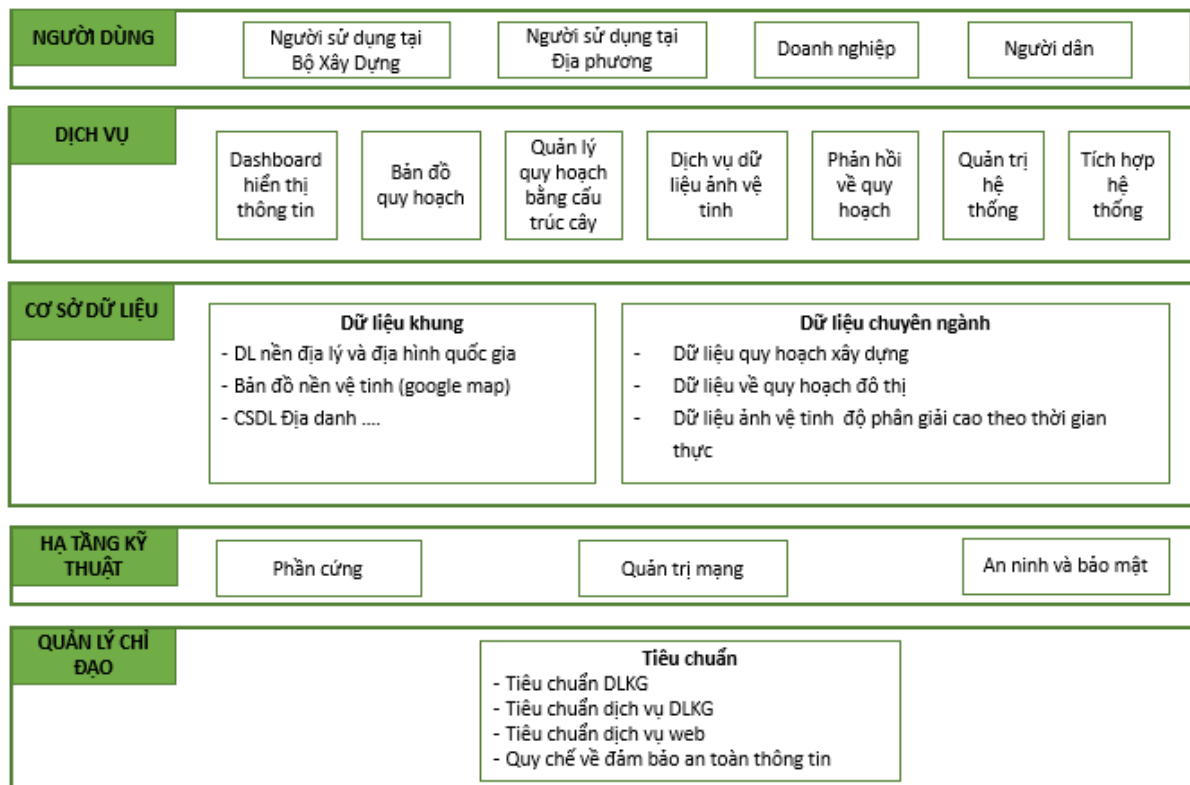 NGƯỜI DÙNG
Người sử dụng tại
Bộ Xây Dựng
Người sử dụng tại
Địa phương
Doanh nghiệp
Người dân
DỊCH VỤ
Dashboard
hiển thị
thông tin
Bản đồ
quy hoạch
Quản lý
quy hoạch
bằng cấu
trúc cây
Dịch vụ dữ
liệu ảnh vệ
tinh
Phản hồi
về quy
hoạch
Quản trị
hệ
thống
Tích hợp
hệ
thống
CƠ SỞ DỮ LIỆU
Dữ liệu khung
- DL nền địa lý và địa hình quốc gia
- Bản đồ nền vệ tinh (google map)
- CSDL Địa danh ....
Dữ liệu chuyên ngành
- Dữ liệu quy hoạch xây dựng
- Dữ liệu về quy hoạch đô thị
- Dữ liệu ảnh vệ tinh độ phân giải cao theo thời gian
thực
HẠ TẦNG KỸ
THUẬT
Phần cứng
Quản trị mạng
An ninh và bảo mật
QUẢN LÝ CHỈ
ĐẠO
Tiêu chuẩn
- Tiêu chuẩn DLKG
- Tiêu chuẩn dịch vụ DLKG
- Tiêu chuẩn dịch vụ web
- Quy chế về đảm bảo an toàn thông tin